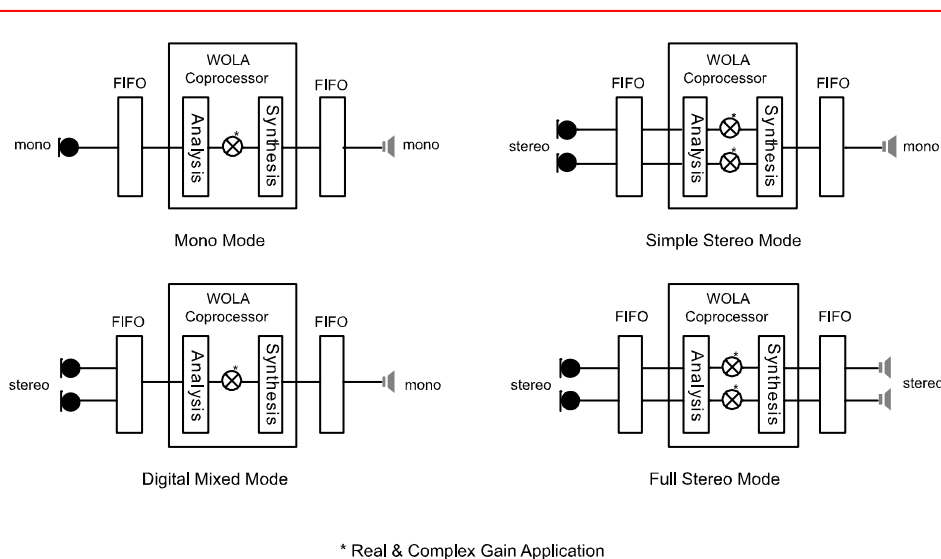 WOLA
Coprocessor
FIFO
FIFO
Analysis
*
Synthesis
mono
mono
Mono Mode
WOLA
Coprocessor
FIFO
FIFO
Analysis
*
*
Synthesis
stereo
mono
Simple Stereo Mode
WOLA
Coprocessor
FIFO
FIFO
Analysis
*
Synthesis
stereo
mono
Digital Mixed Mode
WOLA
Coprocessor
FIFO
FIFO
Analysis
*
*
Synthesis
stereo
stereo
Full Stereo Mode
* Real & Complex Gain Application